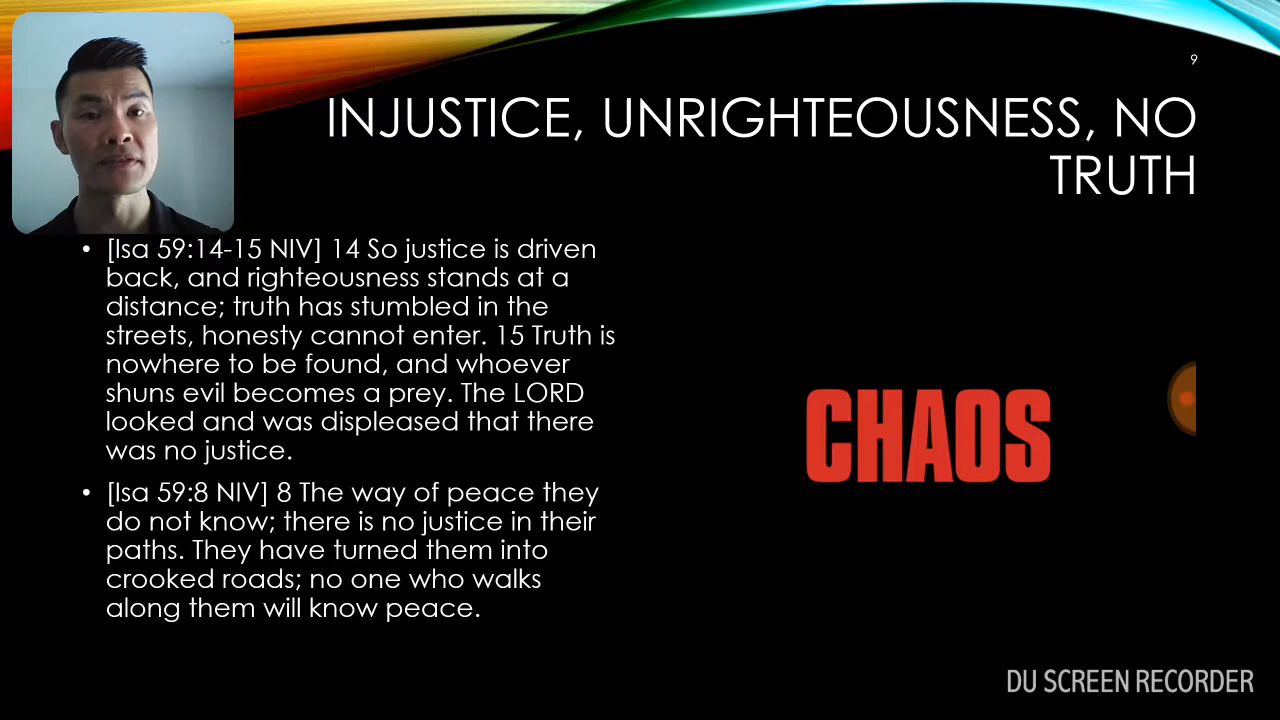 9
INJUSTICE, UNRIGHTEOUSNESS, NO
TRUTH
• [Isa 59:14-15 NIV] 14 So justice is driven
back, and righteousness stands at a
distance; truth has stumbled in the
streets, honesty cannot enter. 15 Truth is
nowhere to be found, and whoever
shuns evil becomes a prey. The LORD
looked and was displeased that there
was no justice.
• [Isa 59:8 NIV] 8 The way of peace they
do not know; there is no justice in their
paths. They have turned them into
crooked roads; no one who walks
along them will know peace.
CHAOS
DU SCREEN RECORDER